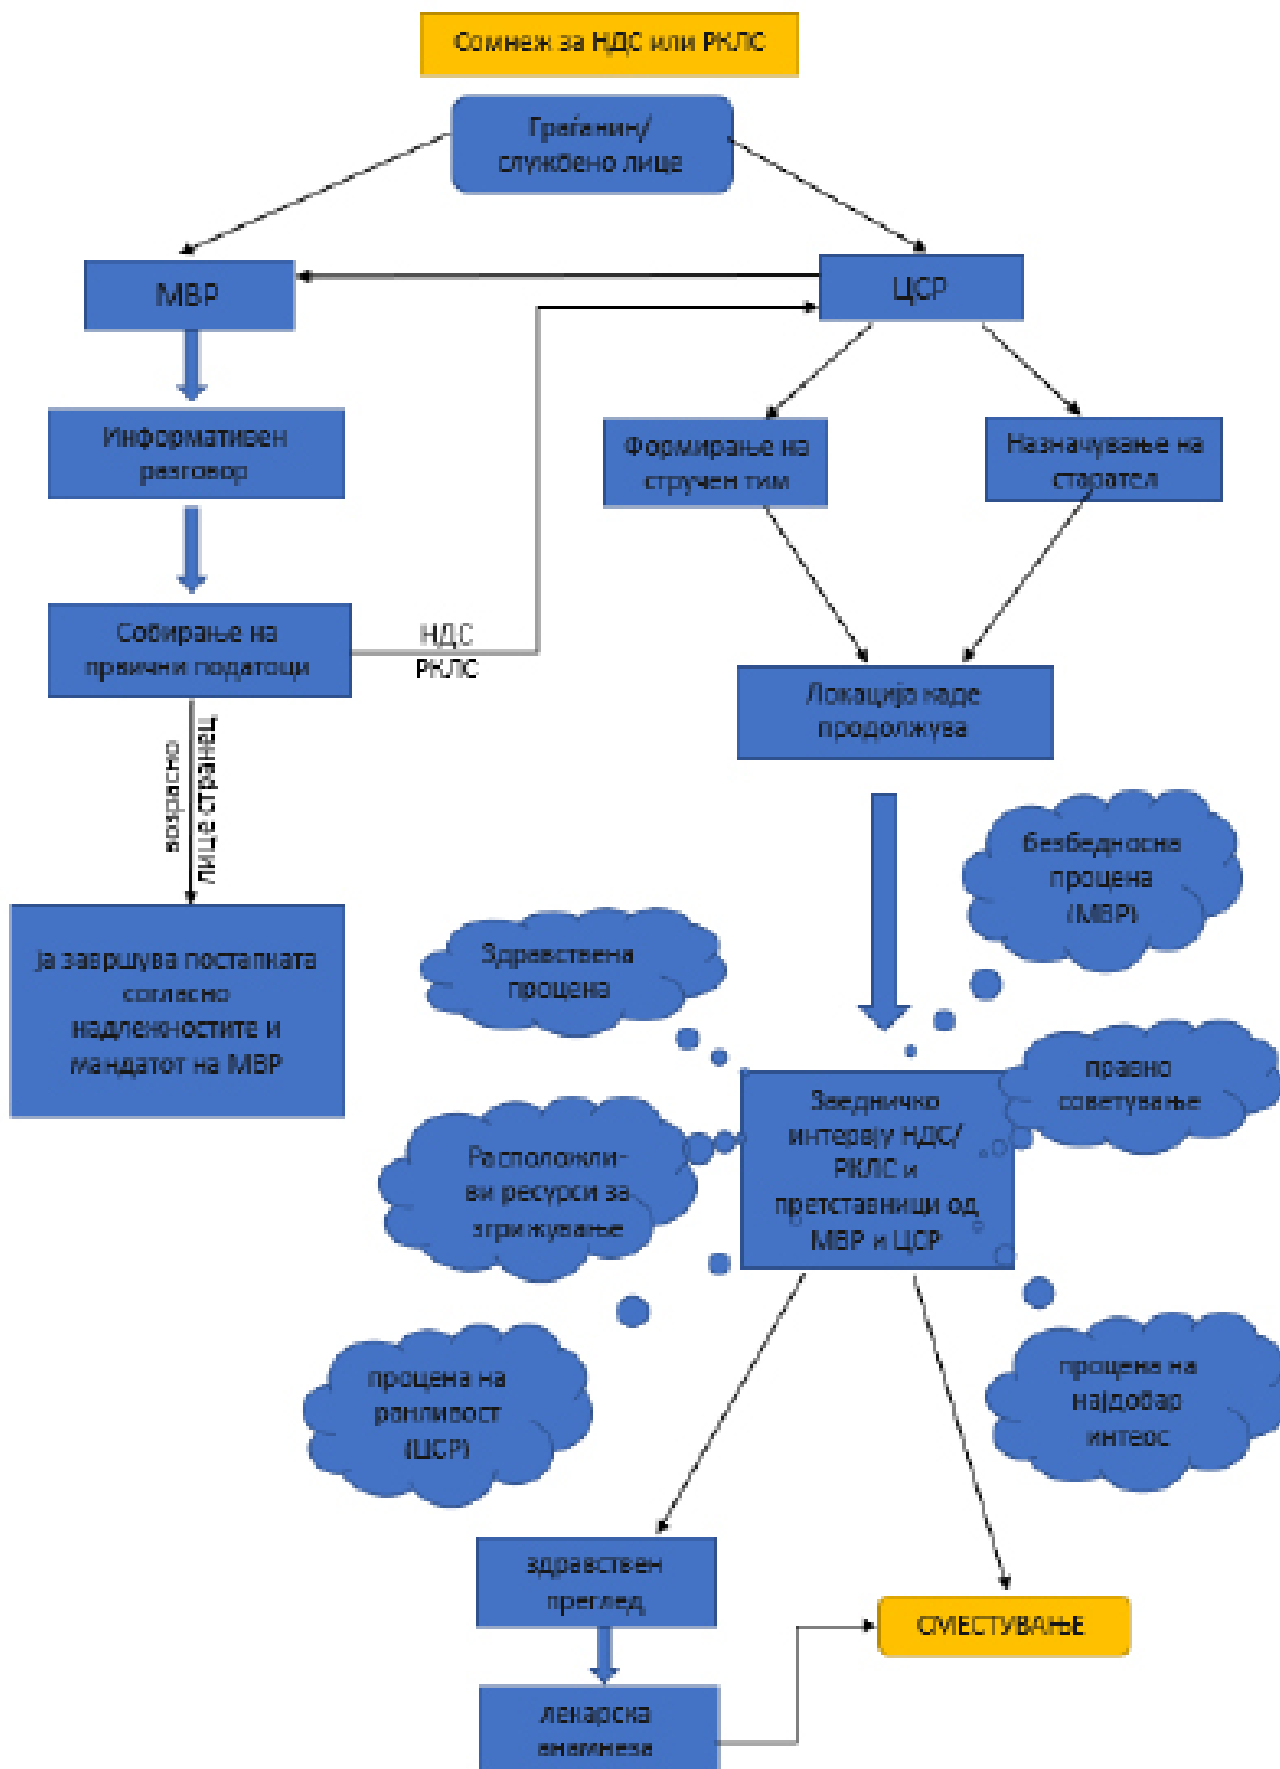 Сомнеж за НДС или РКЛС
Граѓанин/
службено лице
МВР
ЦСР
Информативен
разговор
Формирање на
стручен тим
Назначување на
старател
Собирање на
првични податоци
НДС
РКЛС
Локација каде
продолжува
возрасно
лице странец
ја завршува постапката
согласно
надлежностите и
мандатот на МВР
безбедносна
процена
(МВР)
Здравствена
процена
правно
советување
Заедничко
интервју НДС/
РКЛС и
претставници од
МВР и ЦСР
Расположли-
ви ресурси за
згрижување
процена на
ранливост
(ЦСР)
процена на
најдобар
интеос
здравствен
преглед
СМЕСТУВАЊЕ
лекарска
анамнеза